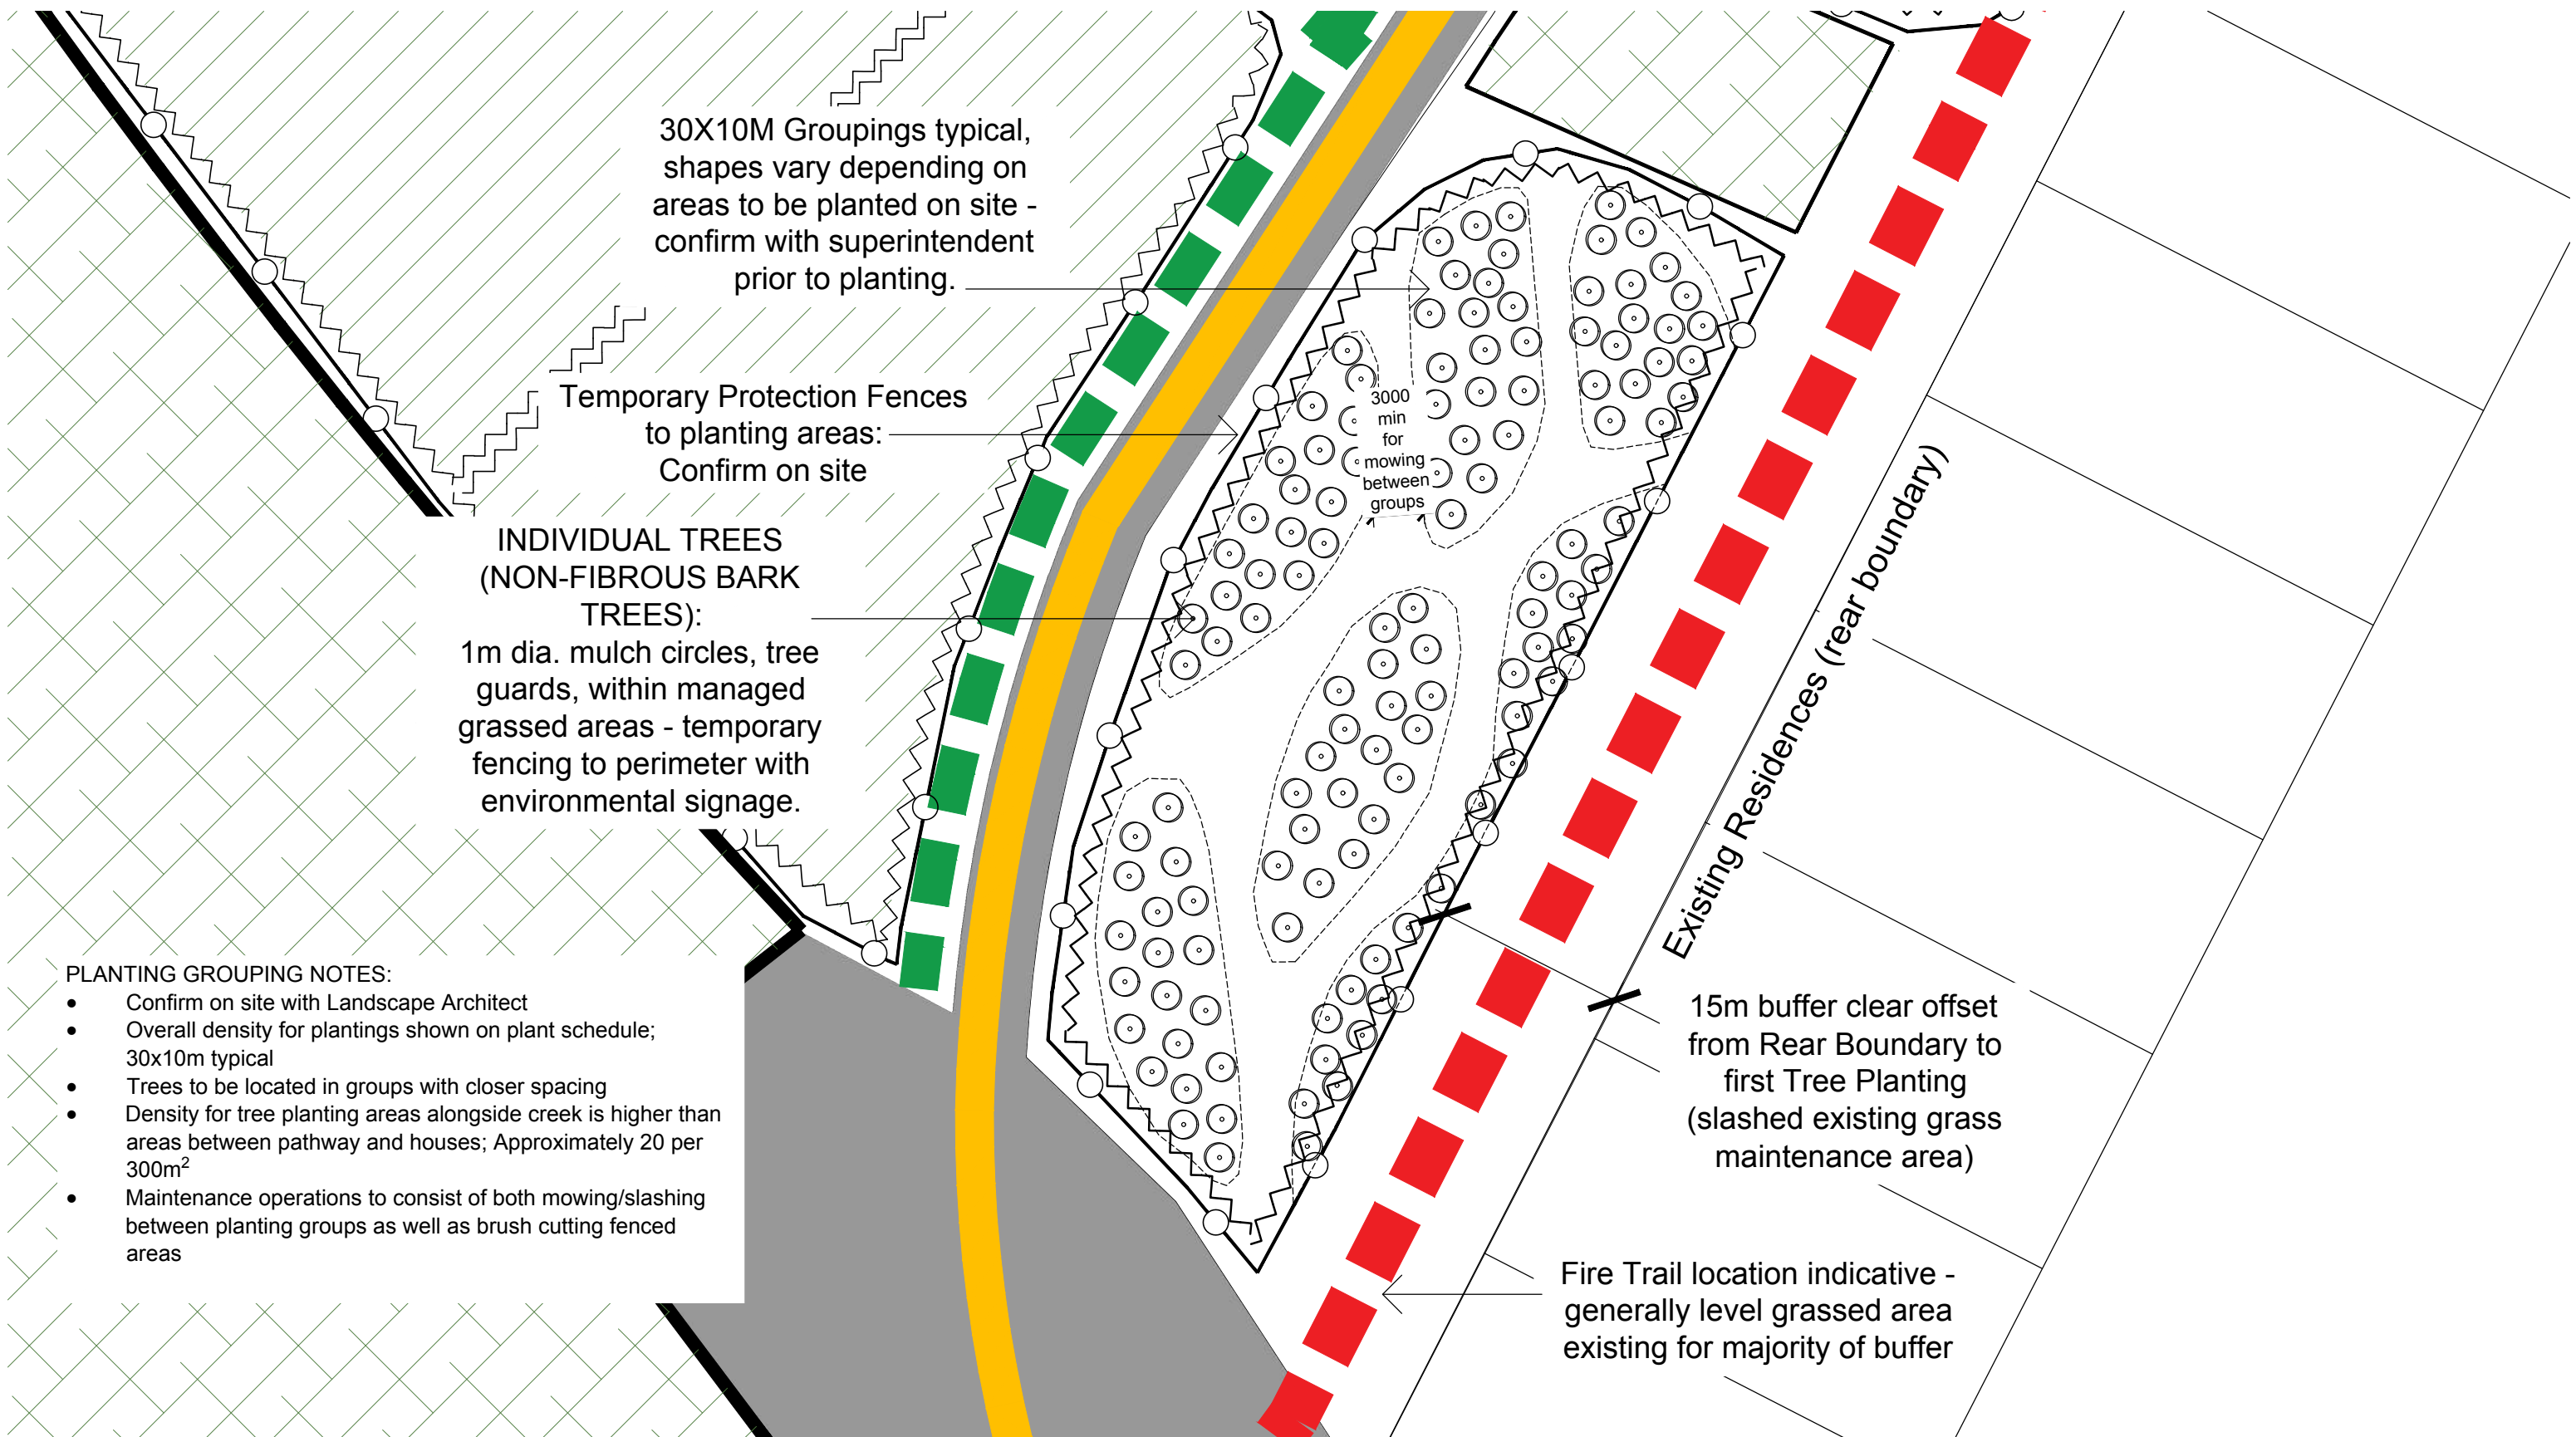 30X10M Groupings typical,
shapes vary depending on
areas to be planted on site -
confirm with superintendent
prior to planting.
Temporary Protection Fences
to planting areas:
Confirm on site
3000
min
for
mowing
between
groups
INDIVIDUAL TREES
(NON-FIBROUS BARK
TREES):
1m dia. mulch circles, tree
guards, within managed
grassed areas - temporary
fencing to perimeter with
environmental signage.
Existing Residences (rear boundary)
PLANTING GROUPING NOTES:
• Confirm on site with Landscape Architect
• Overall density for plantings shown on plant schedule;
30x10m typical
• Trees to be located in groups with closer spacing
• Density for tree planting areas alongside creek is higher than
areas between pathway and houses; Approximately 20 per
300m²
• Maintenance operations to consist of both mowing/slashing
between planting groups as well as brush cutting fenced
areas
15m buffer clear offset
from Rear Boundary to
first Tree Planting
(slashed existing grass
maintenance area)
Fire Trail location indicative -
generally level grassed area
existing for majority of buffer